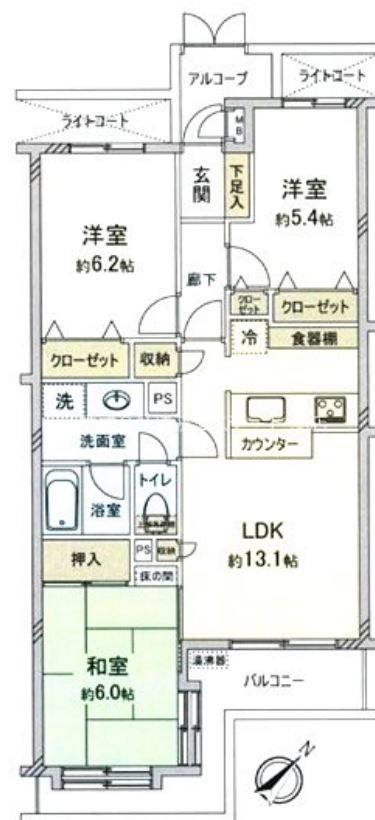 アルコーブ
ライトコート
ライトコート
MB
玄関
下足入
洋室
約5.4帖
洋室
約6.2帖
廊下
クローゼット
クローゼット
冷
食器棚
クローゼット
収納
洗
PS
洗面室
カウンター
トイレ
浴室
LDK
約13.1帖
PS
収納
押入
床の間
和室
約6.0帖
湯沸器
バルコニー
N